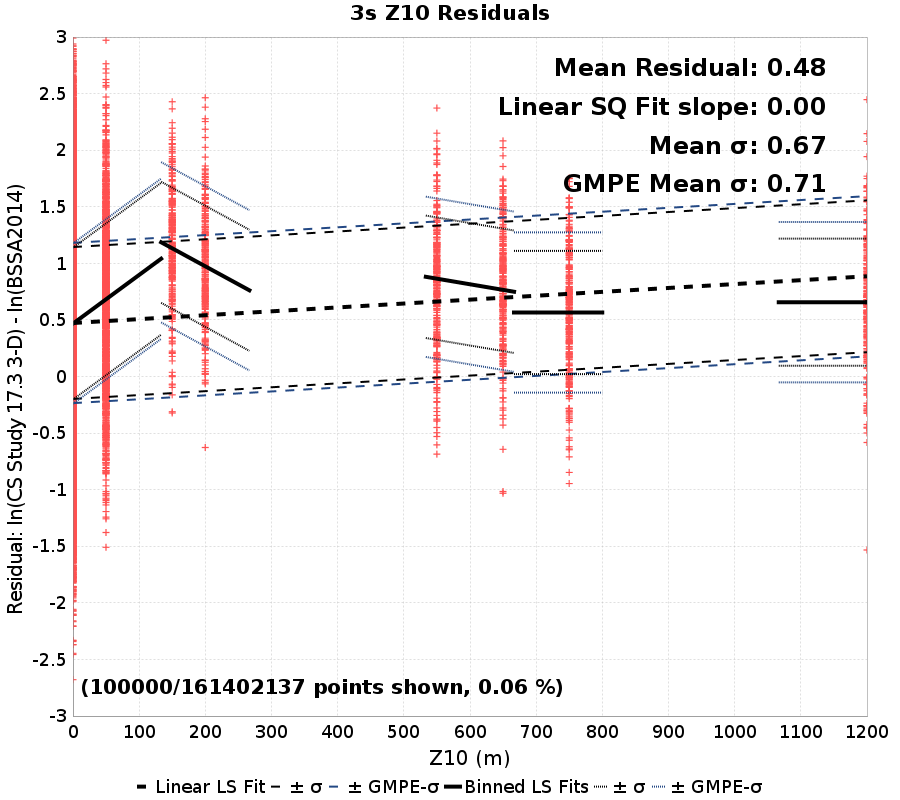 3s Z10 Residuals
Mean Residual: 0.48
Linear SQ Fit slope: 0.00
Mean σ: 0.67
GMPE Mean σ: 0.71
Residual: ln(CS Study 17.3 3-D) - ln(BSSA2014)
3
2.5
2
1.5
1
0.5
0
-0.5
-1
-1.5
-2
-2.5
-3
(100000/161402137 points shown, 0.06 %)
0 100 200 300 400 500 600 700 800 900 1000 1100 1200
Z10 (m)
Linear LS Fit ± σ ± GMPE-σ Binned LS Fits ± σ ± GMPE-σ